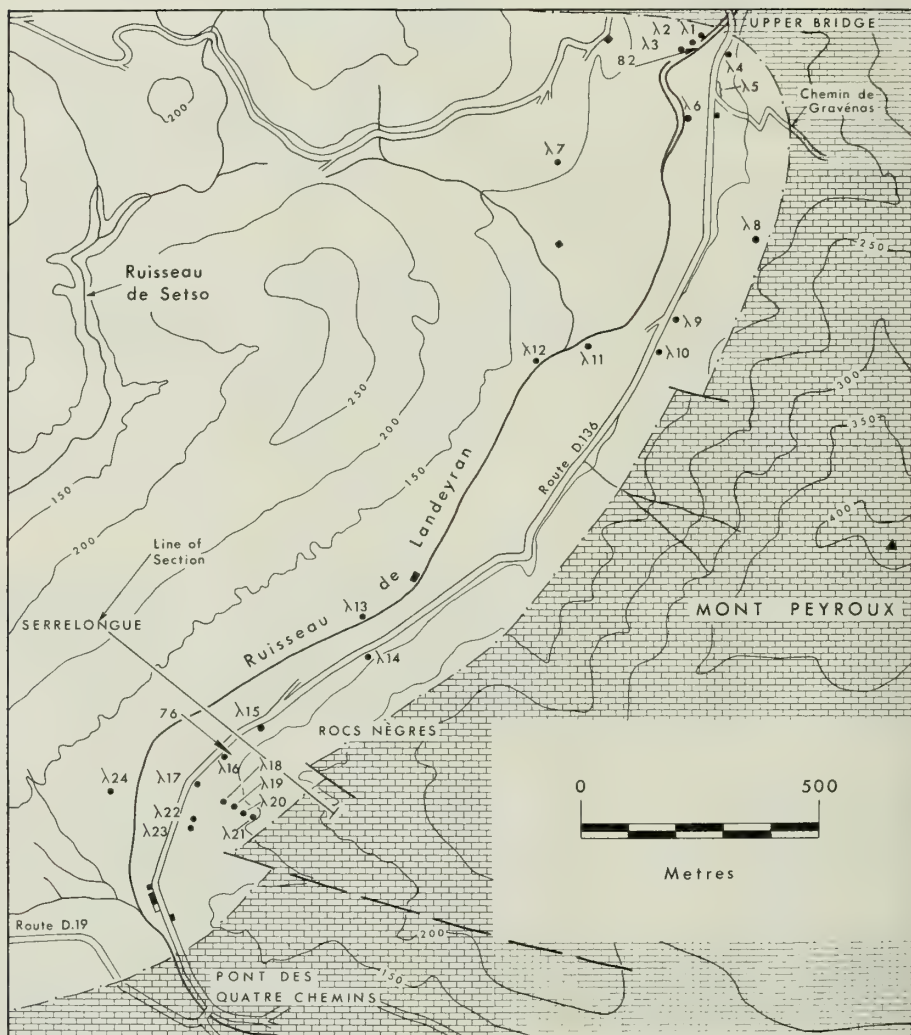 UPPER BRIDGE
λ2
λ1
λ3
82
λ4
λ5
Chemin de
Gravénas
λ6
200
λ7
λ8
250
Ruisseau
de Setso
λ9
λ10
λ11
λ12
300
350
400
250
200
150
150
200
Route D.136
Ruisseau de Landeyran
Line of
Section
SERRELONGUE
MONT PEYROUX
λ13
λ14
76
λ15
ROCS NÈGRES
λ16
λ18
λ17
λ19
λ24
λ20
λ22
λ21
λ23
0
500
Metres
Route D.19
200
150
PONT DES
QUATRE CHEMINS